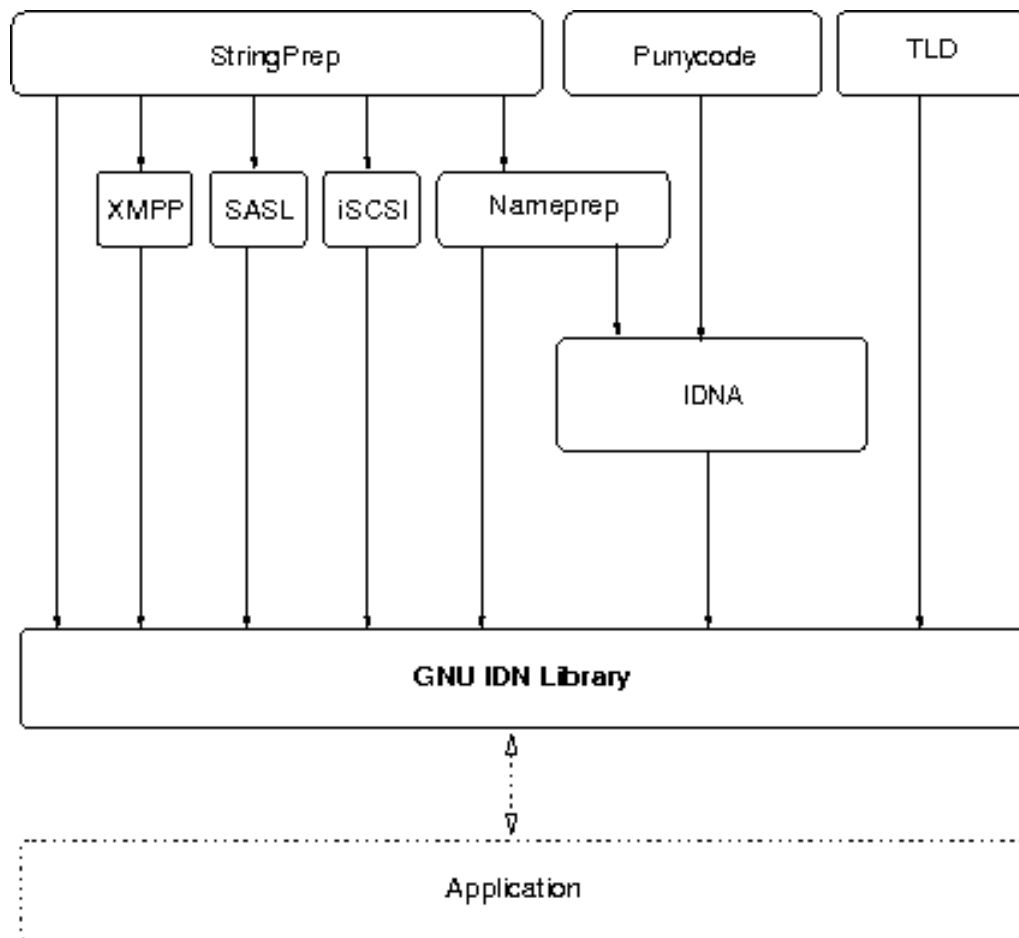 StringPrep
Punycode
TLD
XMPP
SASL
iSCSI
Nameprep
IDNA
GNU IDN Library
Application